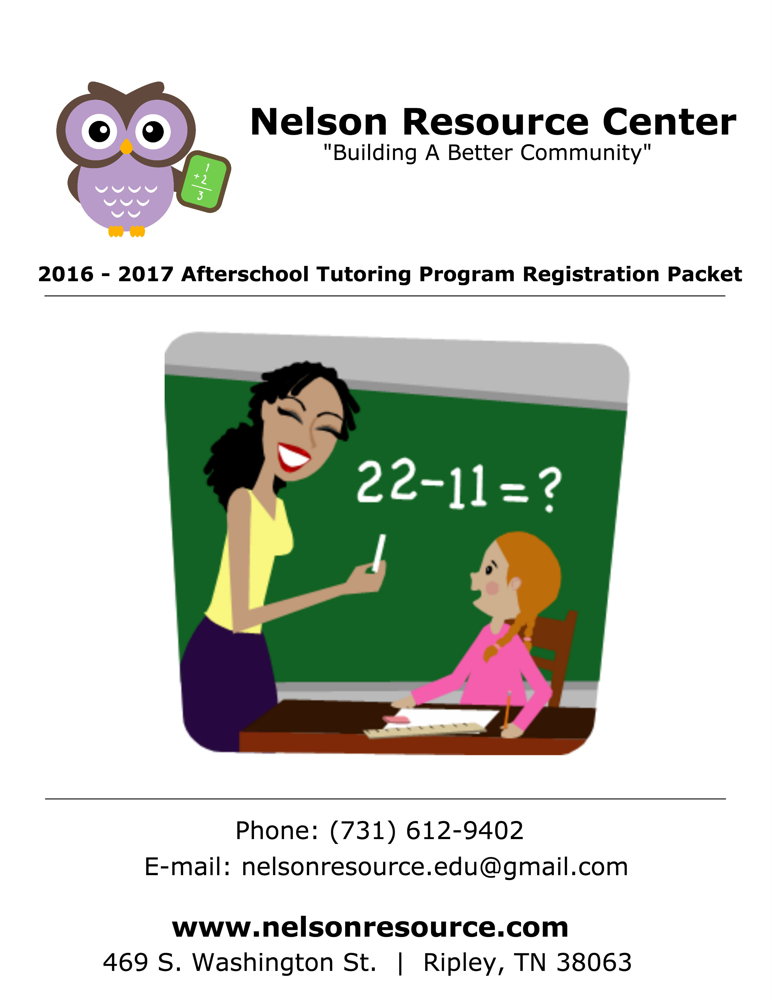 Nelson Resource Center
"Building A Better Community"
1
+ 2
3
2016 - 2017 Afterschool Tutoring Program Registration Packet
22-11=?
Phone: (731) 612-9402
E-mail: nelsonresource.edu@gmail.com
www.nelsonresource.com
469 S. Washington St. | Ripley, TN 38063